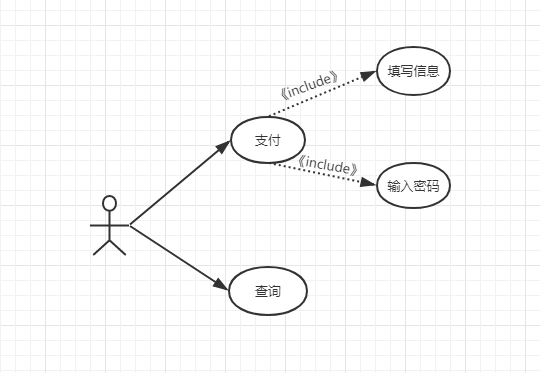 填写信息
《include》
支付
《include》
输入密码
查询